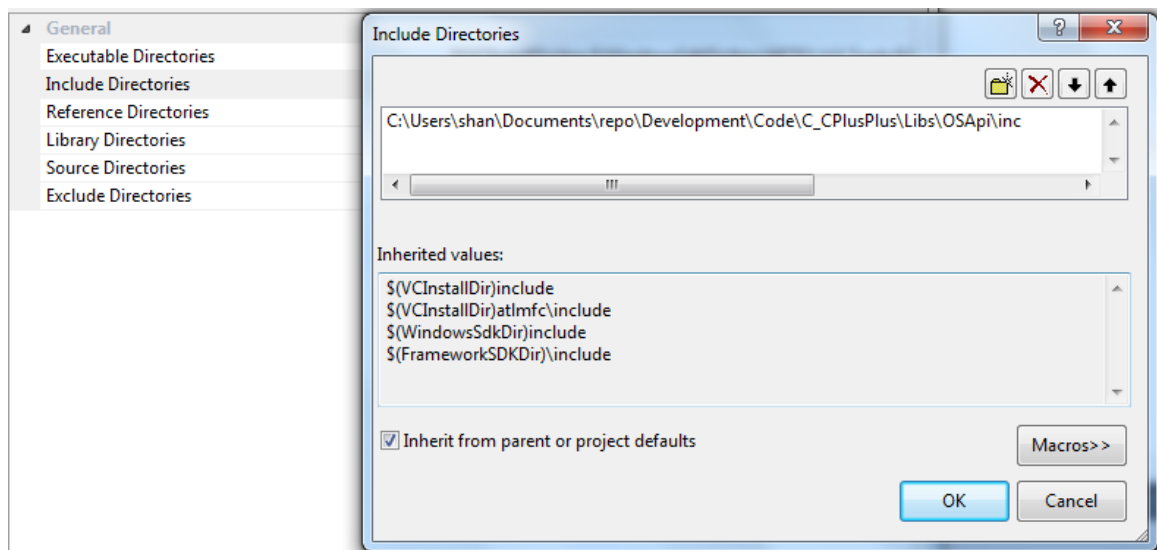 General
Executable Directories
Include Directories
Reference Directories
Library Directories
Source Directories
Exclude Directories
Include Directories
C:\Users\shan\Documents\repo\Development\Code\C_CPlusPlus\Libs\OSApi\inc
Inherited values:
$(VCInstallDir)include
$(VCInstallDir)atlmfc\include
$(WindowsSdkDir)include
$(FrameworkSDKDir)\include
Inherit from parent or project defaults
Macros>>
OK
Cancel